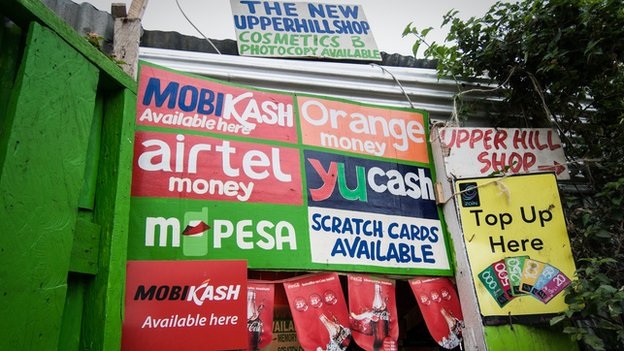 THE NEW
UPPERHILL SHOP
COSMETICS B
PHOTOCOPY AVAILABLE
MOBIKASH
Available here
Orange
money
airtel
money
yu cash
M PESA
SCRATCH CARDS
AVAILABLE
UPPER HILL
SHOP
Top Up
Here
MOBIKASH
Available here